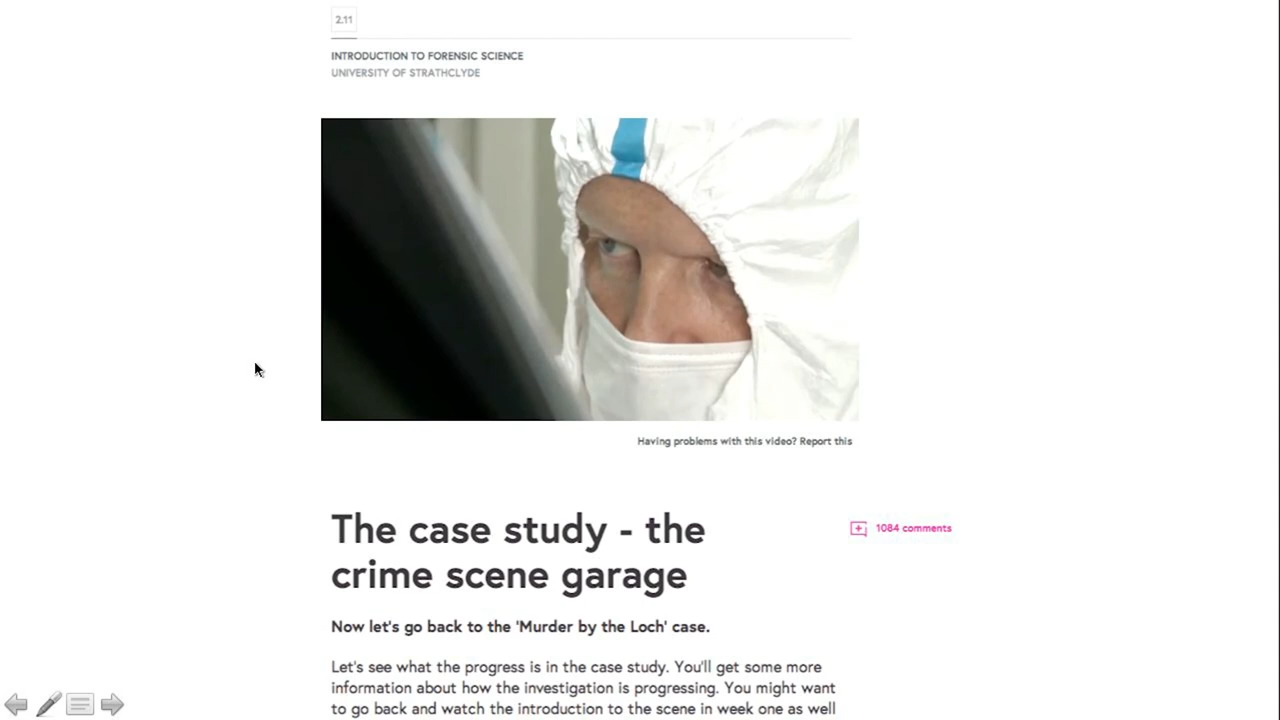 2.11
INTRODUCTION TO FORENSIC SCIENCE
UNIVERSITY OF STRATHCLYDE
Having problems with this video? Report this
The case study - the
crime scene garage
1084 comments
Now let's go back to the 'Murder by the Loch' case.
Let's see what the progress is in the case study. You'll get some more
information about how the investigation is progressing. You might want
to go back and watch the introduction to the scene in week one as well